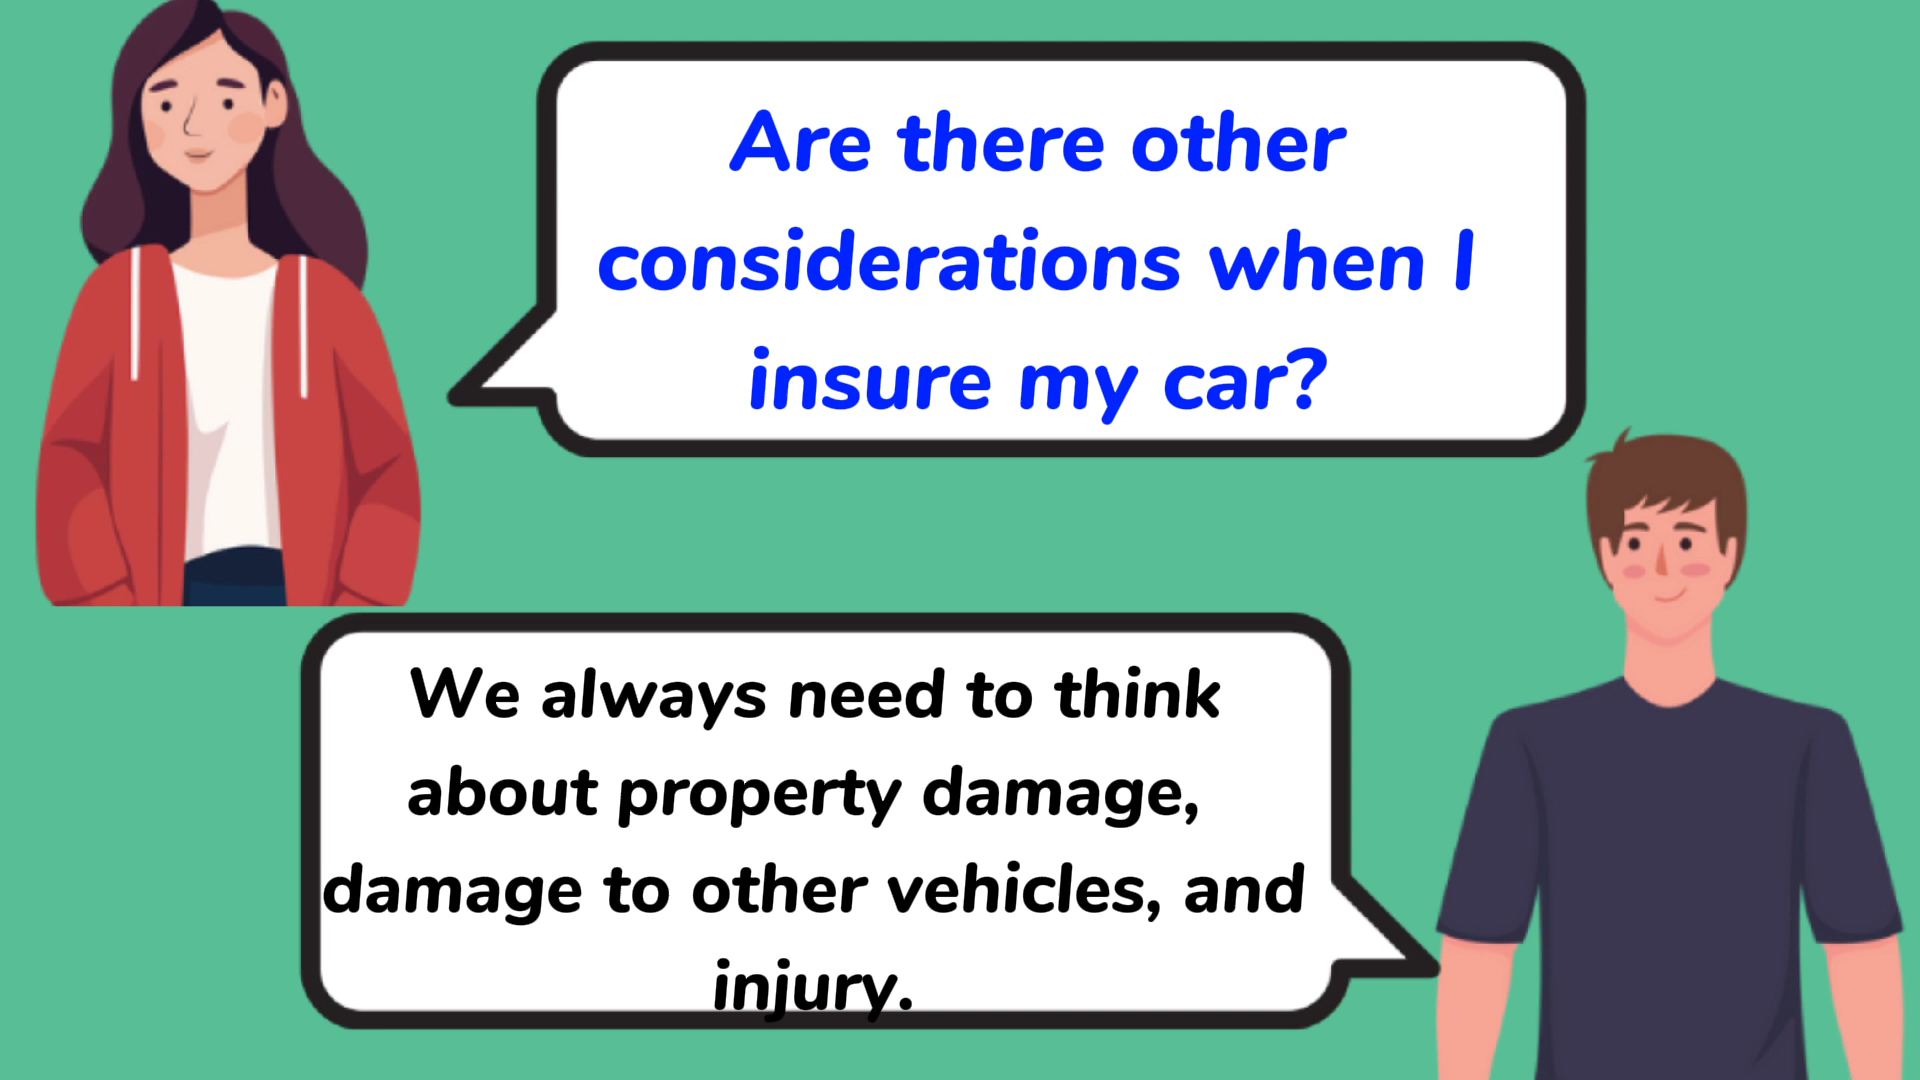 Are there other
considerations when I
insure my car?
We always need to think
about property damage,
damage to other vehicles, and
injury.